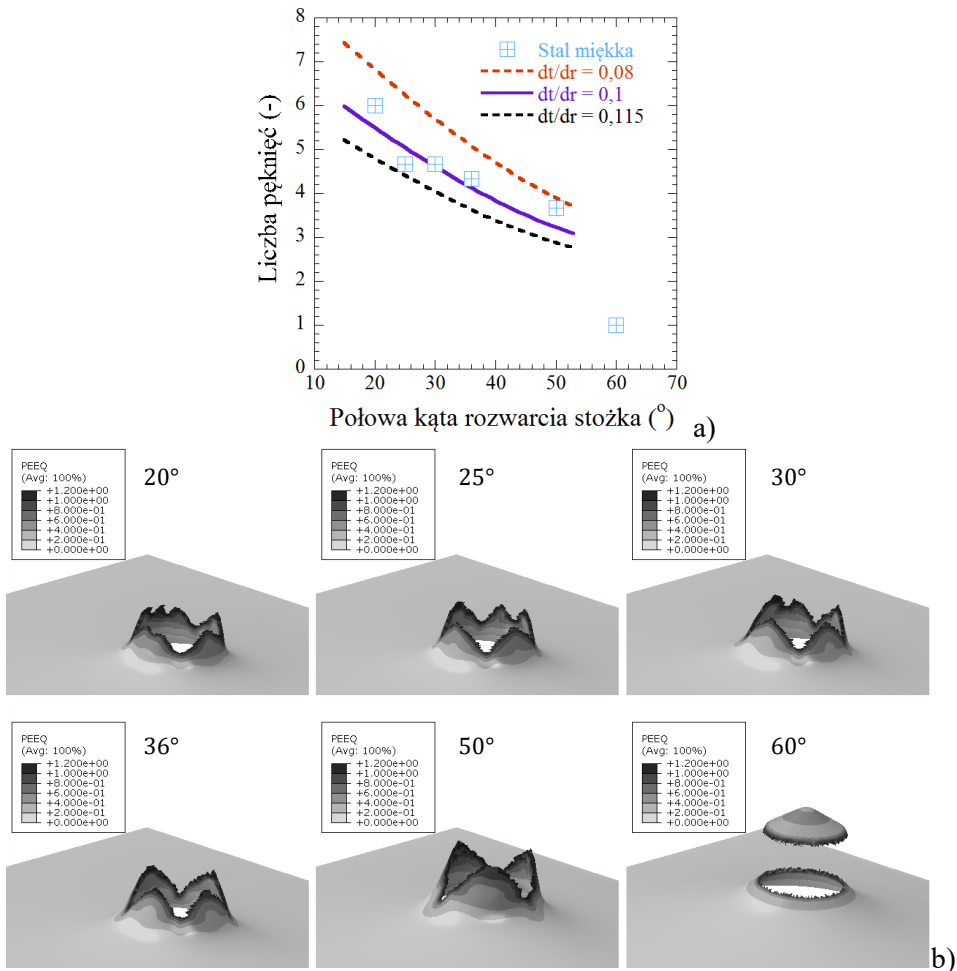 8
7
6
5
4
3
2
1
0
Liczba pęknięć (-)
Stal miękka
dt/dr = 0,08
dt/dr = 0,1
dt/dr = 0,115
10 20 30 40 50 60 70
Połowa kąta rozwarcia stożka (°)
a)
PEEQ
(Avg: 100%)
+1.200e+00
+1.000e+00
+8.000e-01
+6.000e-01
+4.000e-01
+2.000e-01
+0.000e+00
20°
PEEQ
(Avg: 100%)
+1.200e+00
+1.000e+00
+8.000e-01
+6.000e-01
+4.000e-01
+2.000e-01
+0.000e+00
25°
PEEQ
(Avg: 100%)
+1.200e+00
+1.000e+00
+8.000e-01
+6.000e-01
+4.000e-01
+2.000e-01
+0.000e+00
30°
PEEQ
(Avg: 100%)
+1.200e+00
+1.000e+00
+8.000e-01
+6.000e-01
+4.000e-01
+2.000e-01
+0.000e+00
36°
PEEQ
(Avg: 100%)
+1.200e+00
+1.000e+00
+8.000e-01
+6.000e-01
+4.000e-01
+2.000e-01
+0.000e+00
50°
PEEQ
(Avg: 100%)
+1.200e+00
+1.000e+00
+8.000e-01
+6.000e-01
+4.000e-01
+2.000e-01
+0.000e+00
60°
b)